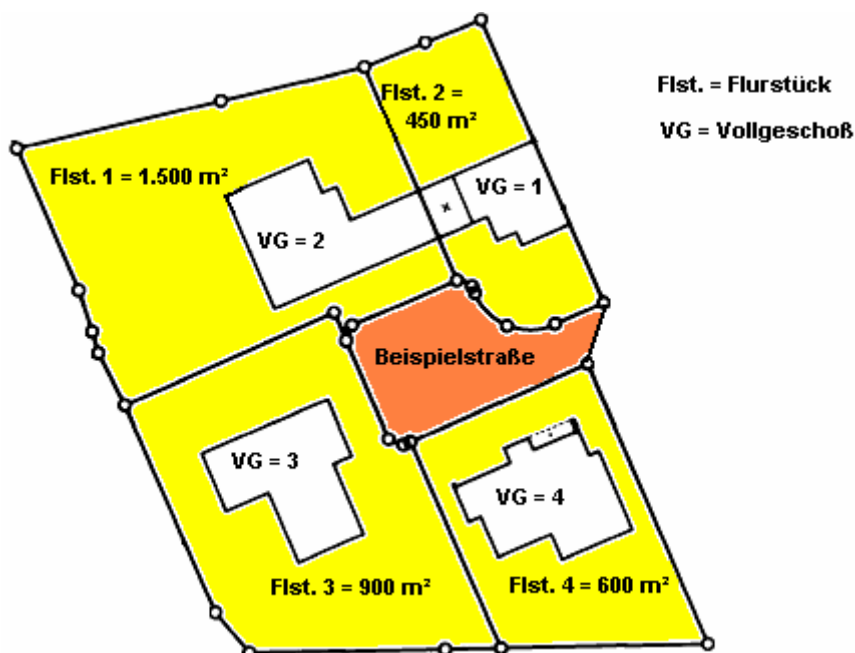 Flst. 2 =
450 m²
Flst. = Flurstück
VG = Vollgeschoß
Flst. 1 = 1.500 m²
VG = 1
x
VG = 2
Beispielstraße
VG = 3
VG = 4
Flst. 3 = 900 m²
Flst. 4 = 600 m²